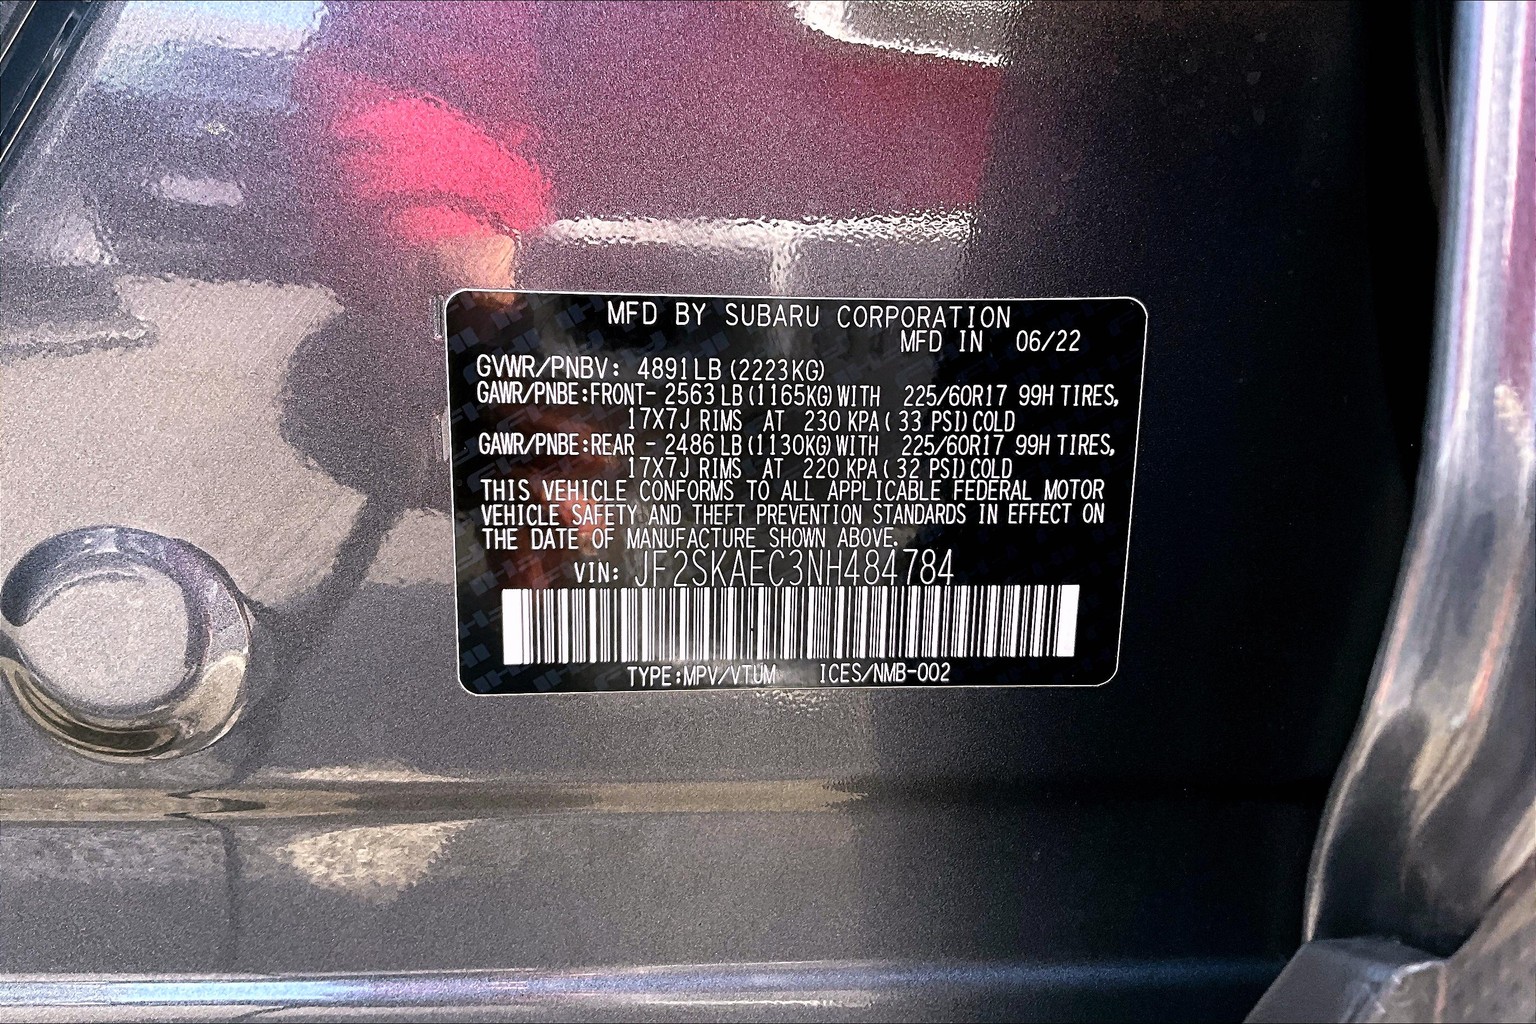 MFD BY SUBARU CORPORATION
MFD IN 06/22
GVWR/PNBV: 4891LB (2223KG)
GAWR/PNBE:FRONT- 2563 LB (1165KG) WITH 225/60R17 99H TIRES,
17X7J RIMS AT 230 KPA ( 33 PSI) COLD
GAWR/PNBE:REAR - 2486 LB (1130KG) WITH 225/60R17 99H TIRES,
17X7J RIMS AT 220 KPA ( 32 PSI) COLD
THIS VEHICLE CONFORMS TO ALL APPLICABLE FEDERAL MOTOR
VEHICLE SAFETY AND THEFT PREVENTION STANDARDS IN EFFECT ON
THE DATE OF MANUFACTURE SHOWN ABOVE.
VIN: JF2SKAEC3NH484784
TYPE:MPV/VTUM ICES/NMB-002